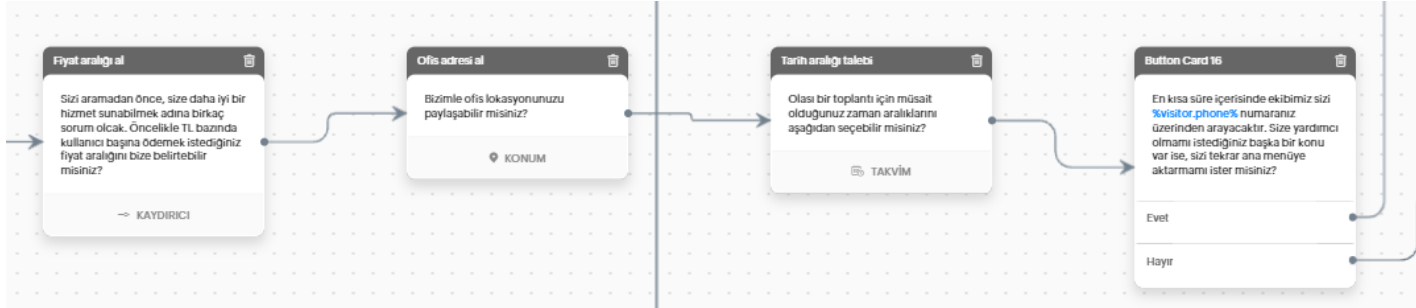 Fiyat aralığı al
Sizi aramadan önce, size daha iyi bir
hizmet sunabilmek adına birkaç
sorum olcak. Öncelikle TL bazında
kullanıcı başına ödemek istediğiniz
fiyat aralığını bize belirtebilir
misiniz?
KAYDIRICI
Ofis adresi al
Bizimle ofis lokasyonunuzu
paylaşabilir misiniz?
KONUM
Tarih aralığı talebi
Olası bir toplantı için müsait
olduğunuz zaman aralıklarını
aşağıdan seçebilir misiniz?
TAKVİM
Button Card 16
En kısa süre içerisinde ekibimiz sizi
%visitor.phone% numaranız
üzerinden arayacaktır. Size yardımcı
olmamı istediğiniz başka bir konu
var ise, sizi tekrar ana menüye
aktarmamı ister misiniz?
Evet
Hayır